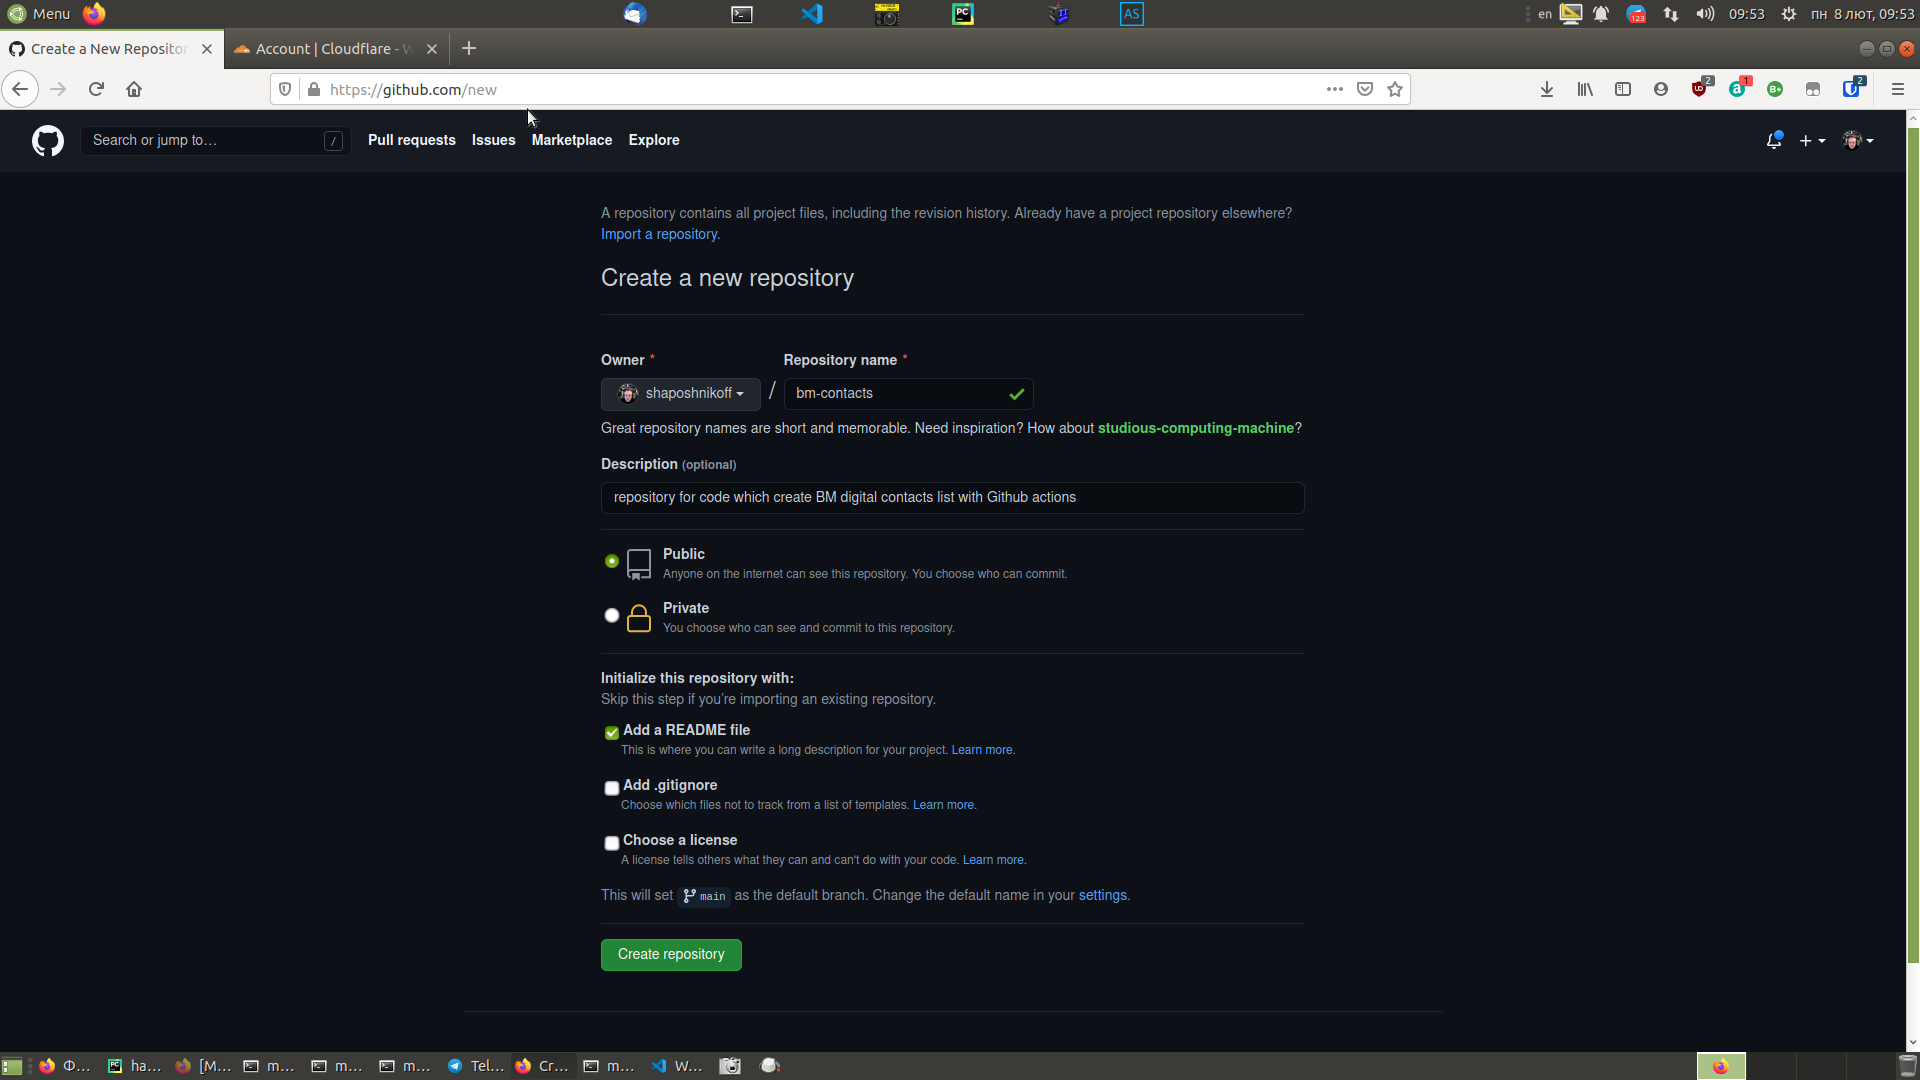 Menu
AS
en
123
09:53
пн 8 лют, 09:53
Create a New Repositor
Account | Cloudflare - W
https://github.com/new
2
1
2
Search or jump to…
/
Pull requests
Issues
Marketplace
Explore
A repository contains all project files, including the revision history. Already have a project repository elsewhere?
Import a repository.
Create a new repository
Owner *
Repository name *
shaposhnikoff
/
bm-contacts
Great repository names are short and memorable. Need inspiration? How about studious-computing-machine?
Description (optional)
repository for code which create BM digital contacts list with Github actions
Public
Anyone on the internet can see this repository. You choose who can commit.
Private
You choose who can see and commit to this repository.
Initialize this repository with:
Skip this step if you're importing an existing repository.
Add a README file
This is where you can write a long description for your project. Learn more.
Add .gitignore
Choose which files not to track from a list of templates. Learn more.
Choose a license
A license tells others what they can and can't do with your code. Learn more.
This will set main as the default branch. Change the default name in your settings.
Create repository
Ф...
ha...
[M...
m...
m...
m...
Tel...
Cr...
m...
W...